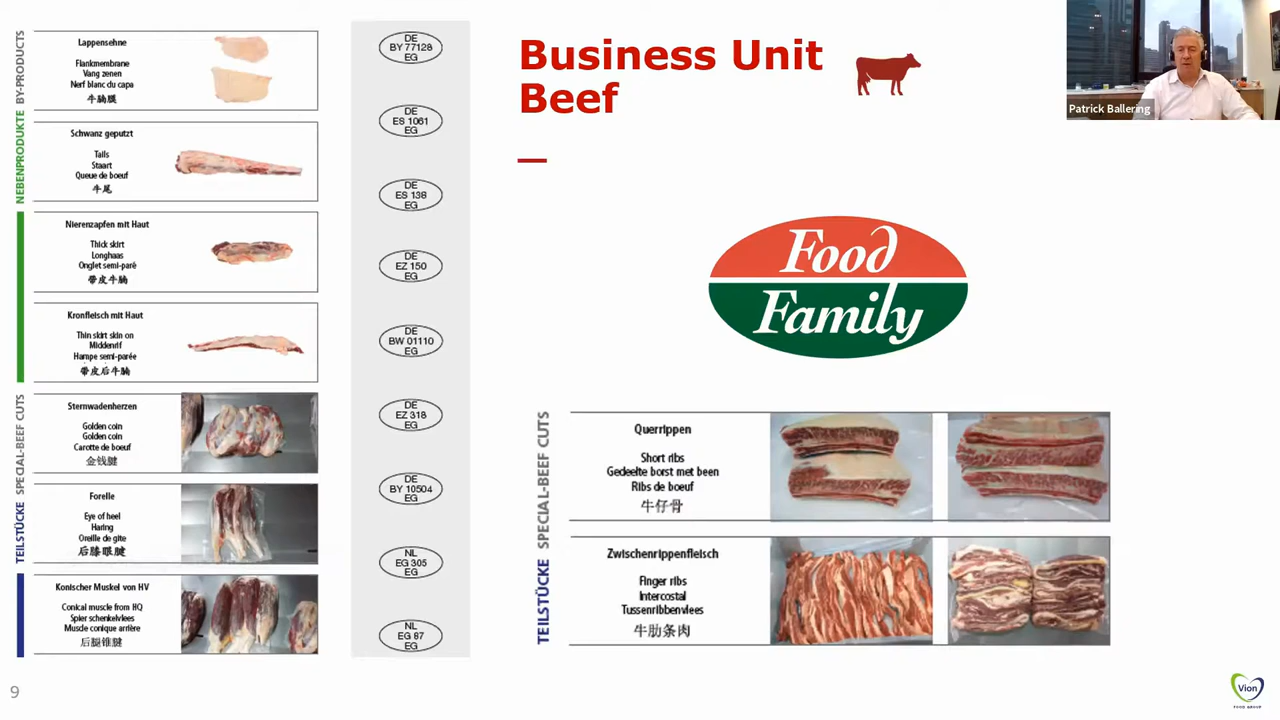 NEBENPRODUKTE BY-PRODUCTS
Lappensehne
Flankmembrane
Vang zenen
Nerf blanc du capa
牛腩膜
Schwanz geputzt
Tails
Staart
Queue de boeuf
牛尾
Nierenzapfen mit Haut
Thick skirt
Longhaas
Onglet semi-paré
带皮牛腩
Kronfleisch mit Haut
Thin skirt skin on
Middenrif
Hampe semi-parée
带皮后牛腩
TEILSTÜCKE SPECIAL-BEEF CUTS
Sternwadenherzen
Golden coin
Golden coin
Carotte de boeuf
金钱腱
Forelle
Eye of heel
Haring
Oreille de gite
后膝眼腱
Konischer Muskel von HV
Conical muscle from HQ
Spier schenkelvlees
Muscle conique arrière
后腿锥腱
DE
BY 77128
EG
DE
ES 1061
EG
DE
ES 138
EG
DE
EZ 150
EG
DE
BW 01110
EG
DE
EZ 318
EG
DE
BY 10504
EG
NL
EG 305
EG
NL
EG 87
EG
Business Unit
Beef
Food
Family
TEILSTÜCKE SPECIAL-BEEF CUTS
Querrippen
Short ribs
Gedeelte borst met been
Ribs de boeuf
牛仔骨
Zwischenrippenfleisch
Finger ribs
Intercostal
Tussenribbenvlees
牛肋条肉
Patrick Ballering
9
Vion
FOOD GROUP